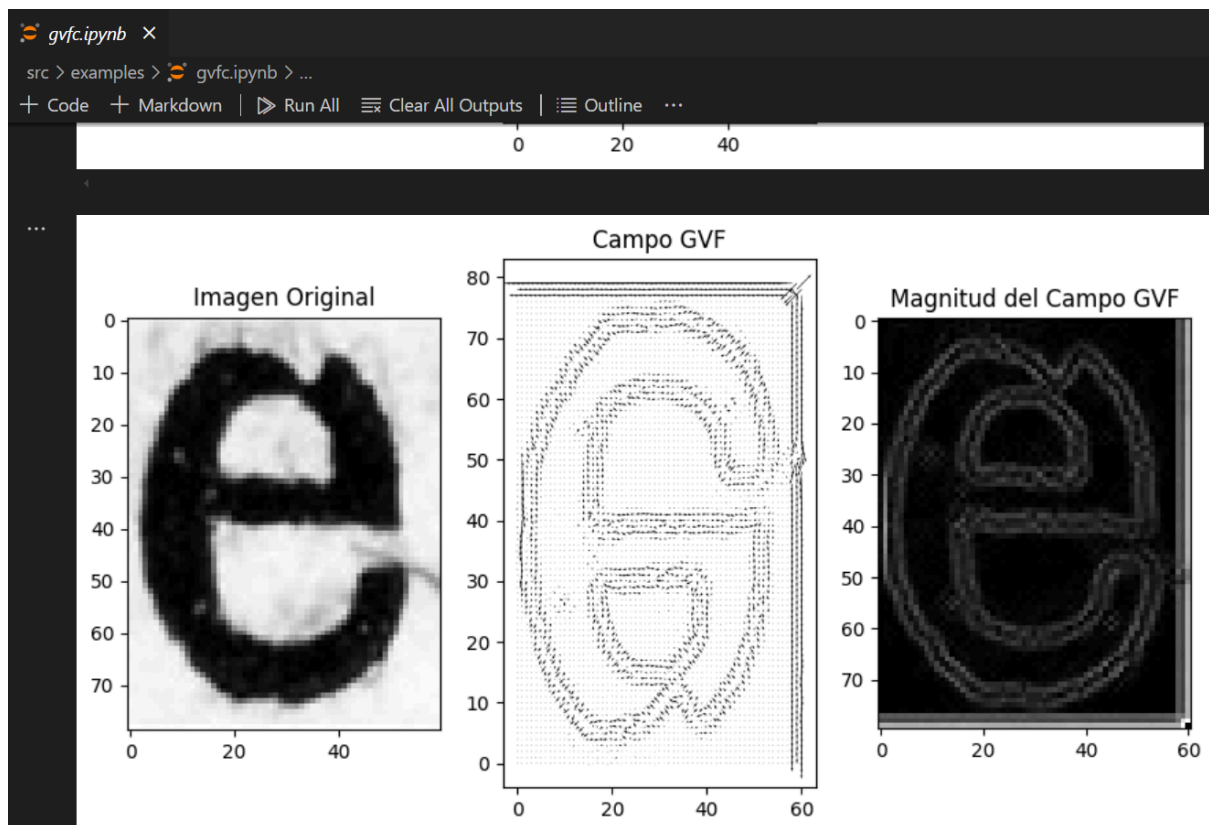 gvfc.ipynb ×
src > examples > gvfc.ipynb > ...
+ Code + Markdown Run All Clear All Outputs Outline ...
0 20 40
...
Campo GVF
Imagen Original
Magnitud del Campo GVF
0
10
20
30
40
50
60
70
0 20 40
80
70
60
50
40
30
20
10
0
0 20 40 60
0
10
20
30
40
50
60
70
0 20 40 60